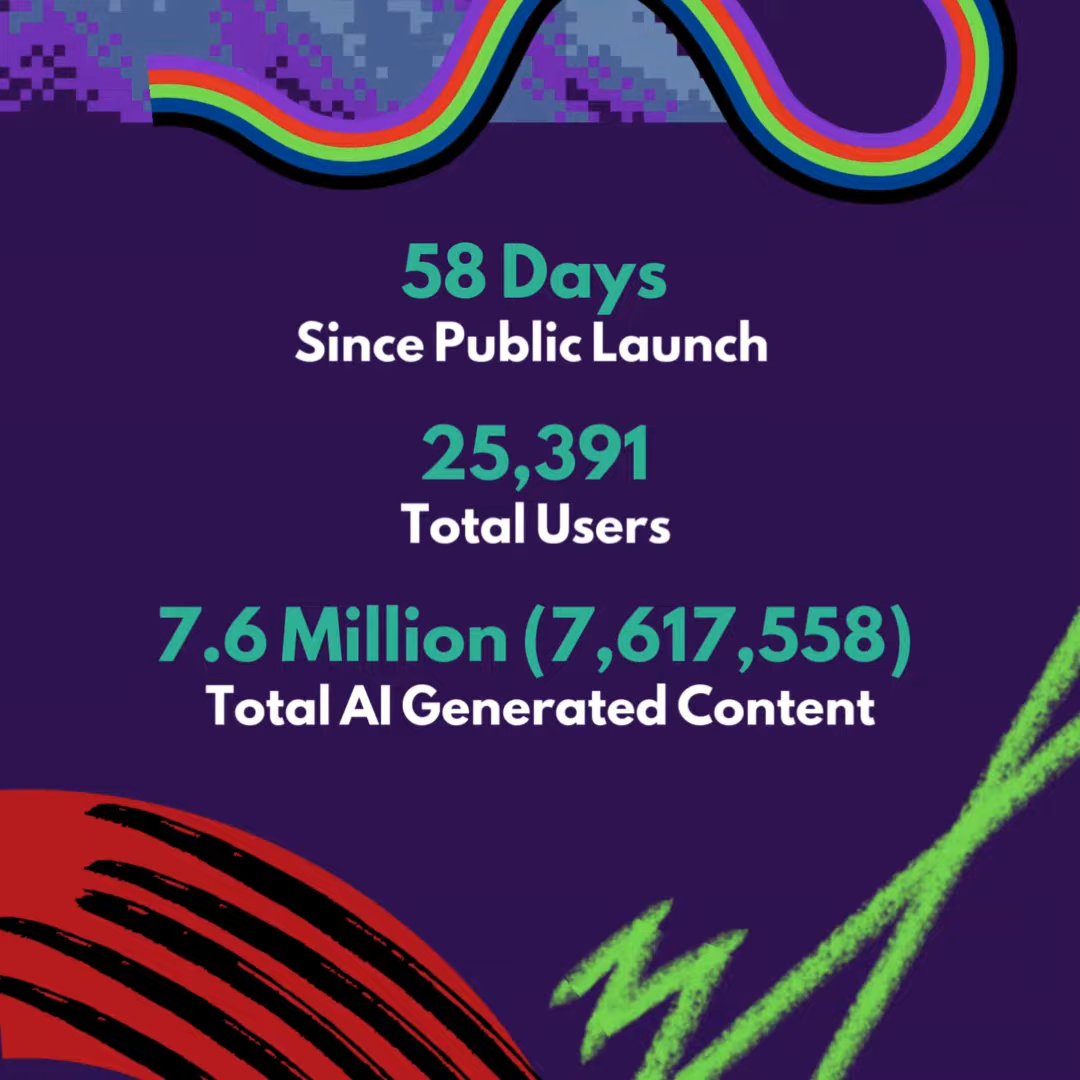 58 Days
Since Public Launch
25,391
Total Users
7.6 Million (7,617,558)
Total AI Generated Content